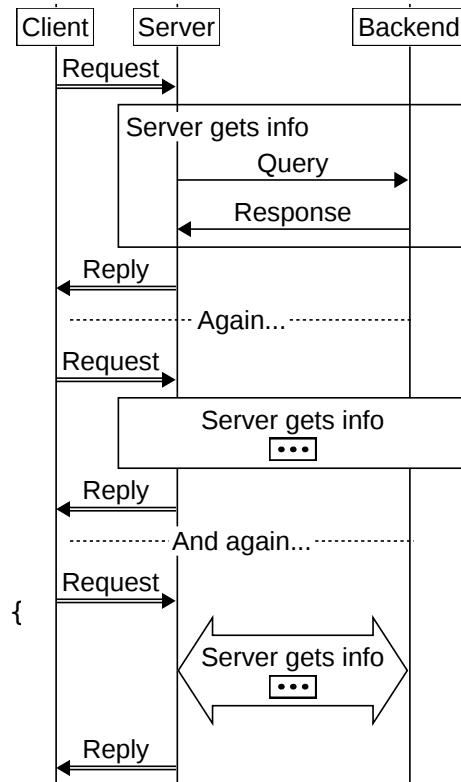 Client Server Backend
Request
Server gets info
Query
Response
Reply
Again...
Request
Server gets info
...
Reply
And again...
Request
{
Server gets info
...
Reply